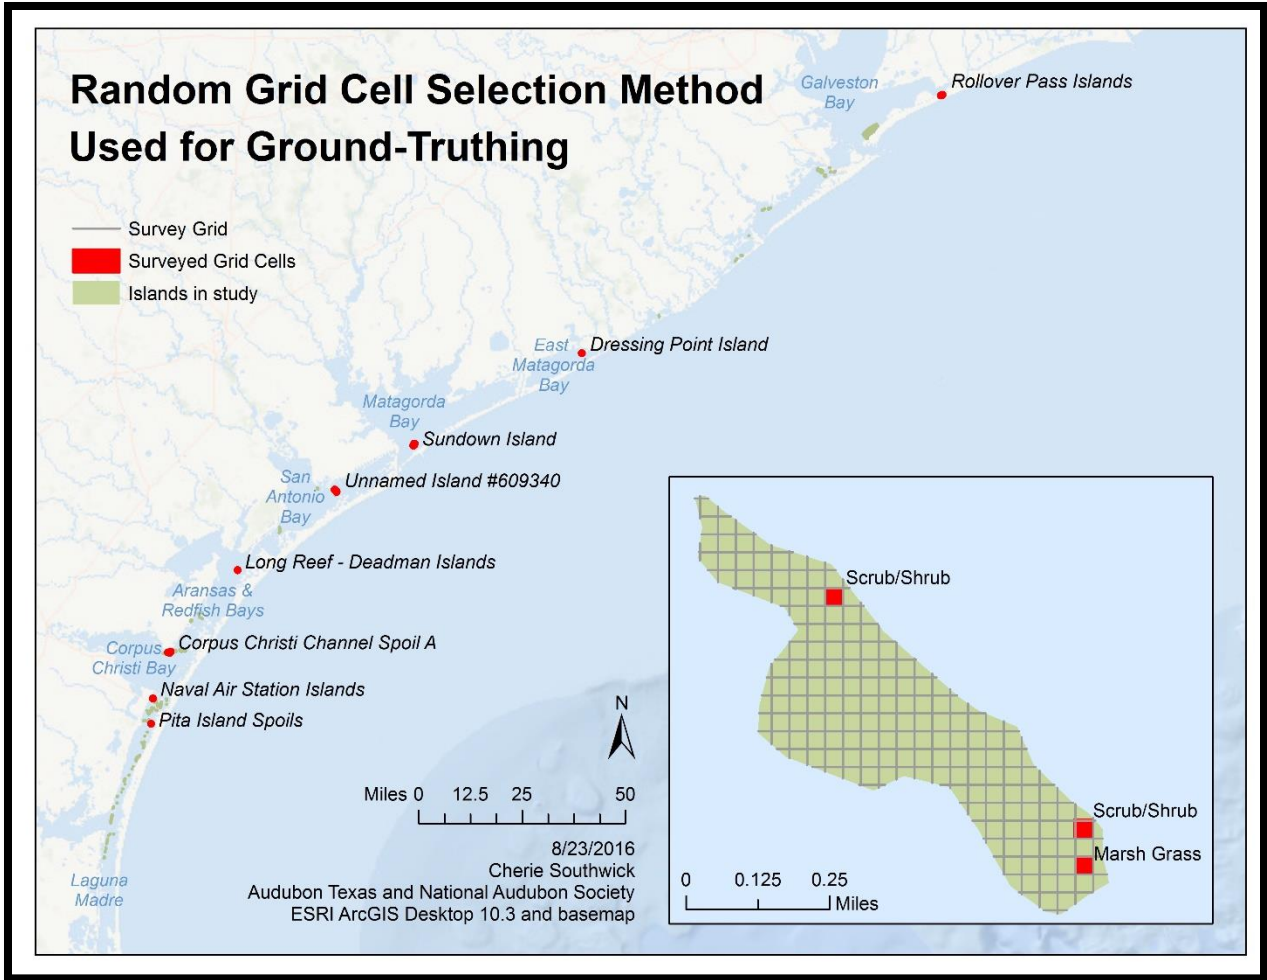 Random Grid Cell Selection Method
Used for Ground-Truthing
Survey Grid
Surveyed Grid Cells
Islands in study
Galveston
Bay
Rollover Pass Islands
East
Matagorda
Bay
Dressing Point Island
Matagorda
Bay
Sundown Island
San
Antonio
Bay
Unnamed Island #609340
Long Reef - Deadman Islands
Aransas &
Redfish Bays
Corpus Christi Channel Spoil A
Corpus
Christi Bay
Naval Air Station Islands
Pita Island Spoils
Laguna
Madre
N
Miles 0 12.5 25 50
8/23/2016
Cherie Southwick
Audubon Texas and National Audubon Society
ESRI ArcGIS Desktop 10.3 and basemap
Scrub/Shrub
Scrub/Shrub
Marsh Grass
0 0.125 0.25
Miles